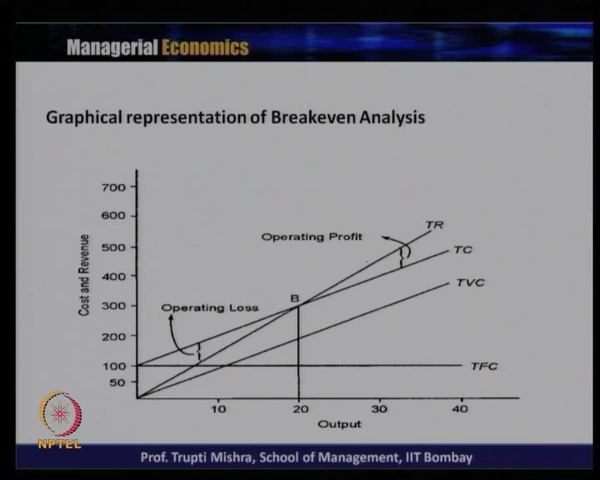 Managerial Economics
Graphical representation of Breakeven Analysis
Cost and Revenue
700
600
500
400
300
200
100
50
Operating Profit
Operating Loss
B
TR
TC
TVC
TFC
10
20
30
40
Output
NPTEL
Prof. Trupti Mishra, School of Management, IIT Bombay